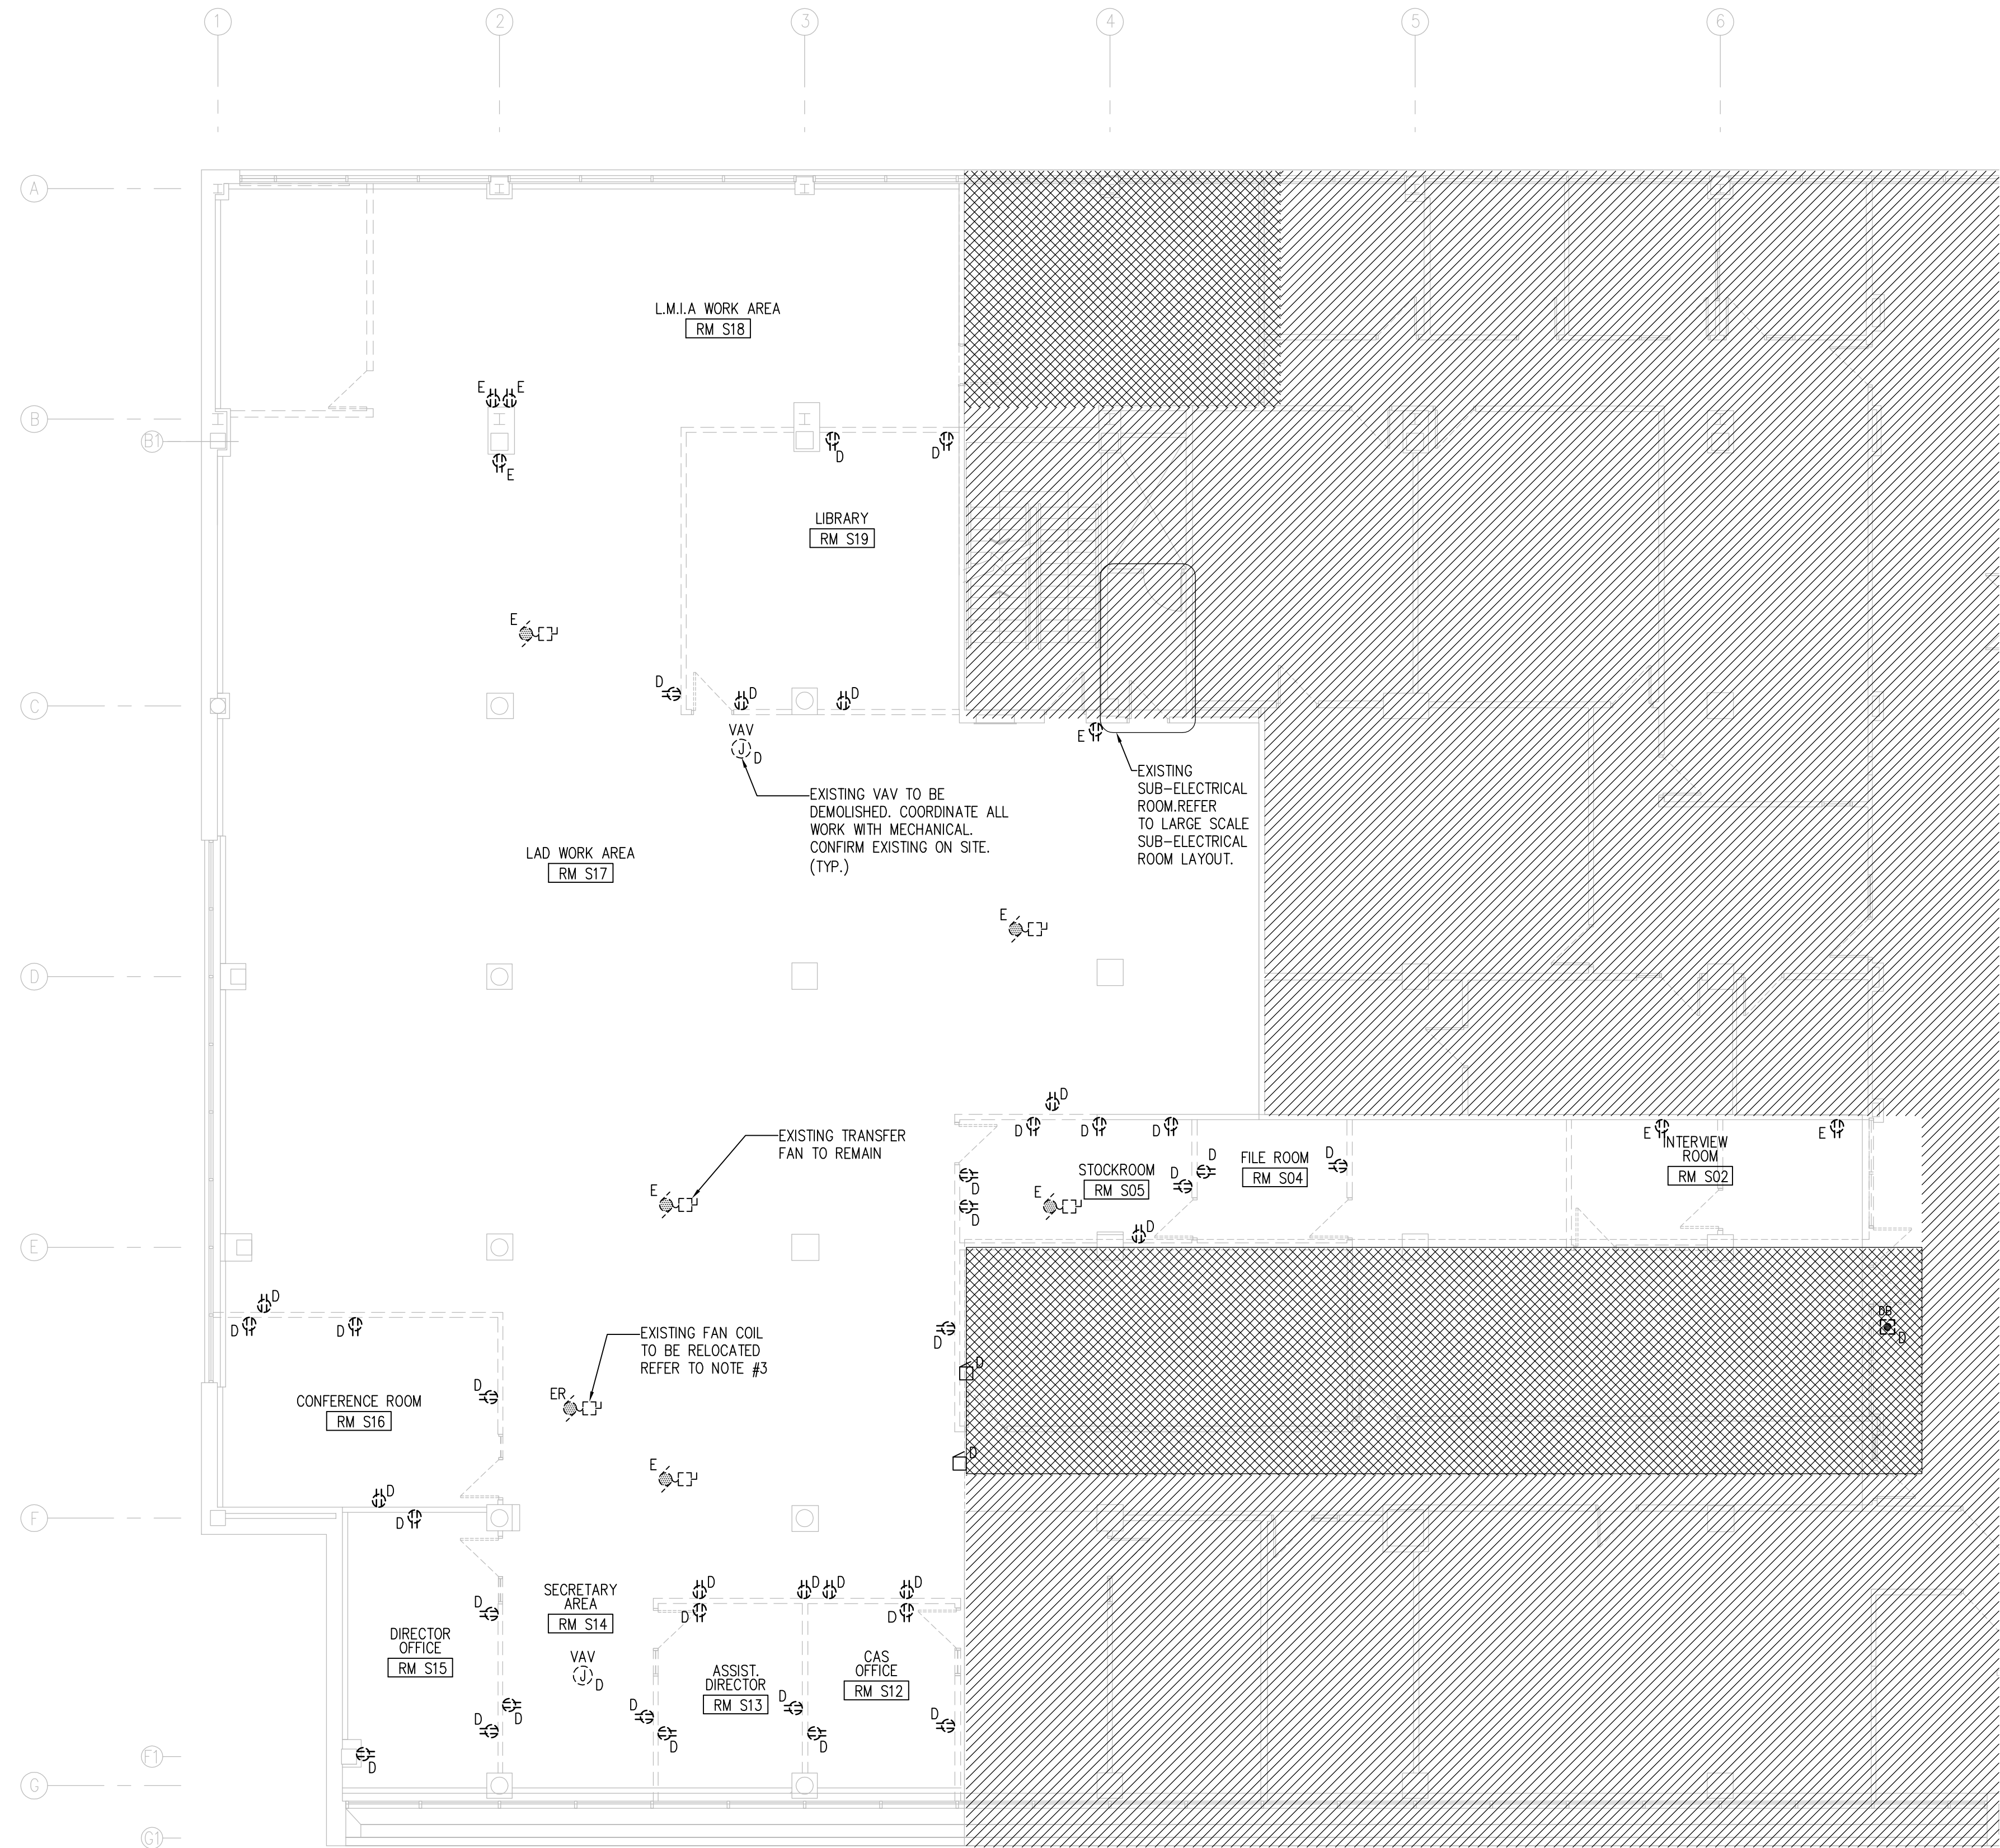 1 2 3 4 5 6
A
L.M.I.A WORK AREA
RM S18
E E
B
B1
E
D
D
LIBRARY
RM S19
E
D
D
D
C
VAV
J
D
E
EXISTING
SUB-ELECTRICAL
ROOM.REFER
TO LARGE SCALE
SUB-ELECTRICAL
ROOM LAYOUT.
EXISTING VAV TO BE
DEMOLISHED. COORDINATE ALL
WORK WITH MECHANICAL.
CONFIRM EXISTING ON SITE.
(TYP.)
LAD WORK AREA
RM S17
E
D
D
D D D
E E
EXISTING TRANSFER
FAN TO REMAIN
INTERVIEW
ROOM
RM S02
STOCKROOM
RM S05
FILE ROOM
RM S04
D
D
D
D
D
E
E
D
E
D
D D
EXISTING FAN COIL
TO BE RELOCATED
REFER TO NOTE #3
D
D
DB
D
CONFERENCE ROOM
RM S16
D
ER
D
E
D
D
F
SECRETARY
AREA
RM S14
D
D D D
D D
D
DIRECTOR
OFFICE
RM S15
VAV
J
D
ASSIST.
DIRECTOR
RM S13
CAS
OFFICE
RM S12
D
D
D
D
D
D
D
D
F1
G
G1